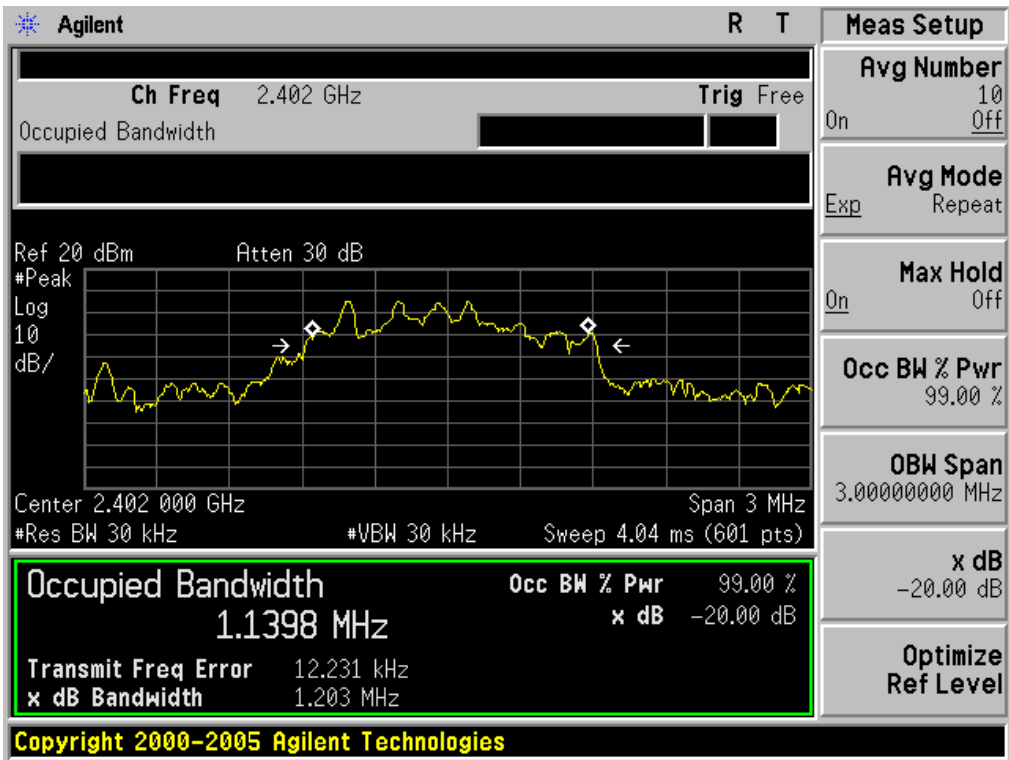 Agilent R T
Ch Freq 2.402 GHz Trig Free
Occupied Bandwidth
Ref 20 dBm Atten 30 dB
#Peak
Log
10
dB/
Center 2.402 000 GHz Span 3 MHz
#Res BW 30 kHz #VBW 30 kHz Sweep 4.04 ms (601 pts)
Occupied Bandwidth
1.1398 MHz
Occ BW % Pwr 99.00 %
x dB -20.00 dB
Transmit Freq Error 12.231 kHz
x dB Bandwidth 1.203 MHz
Copyright 2000-2005 Agilent Technologies
Meas Setup
Avg Number
10
On Off
Avg Mode
Exp Repeat
Max Hold
On Off
Occ BW % Pwr
99.00 %
OBW Span
3.00000000 MHz
x dB
-20.00 dB
Optimize
Ref Level